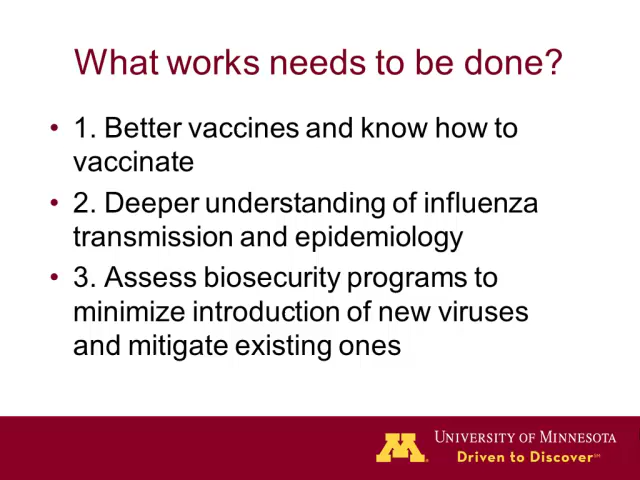 What works needs to be done?
• 1. Better vaccines and know how to
vaccinate
• 2. Deeper understanding of influenza
transmission and epidemiology
• 3. Assess biosecurity programs to
minimize introduction of new viruses
and mitigate existing ones
M
UNIVERSITY OF MINNESOTA
Driven to Discover℠